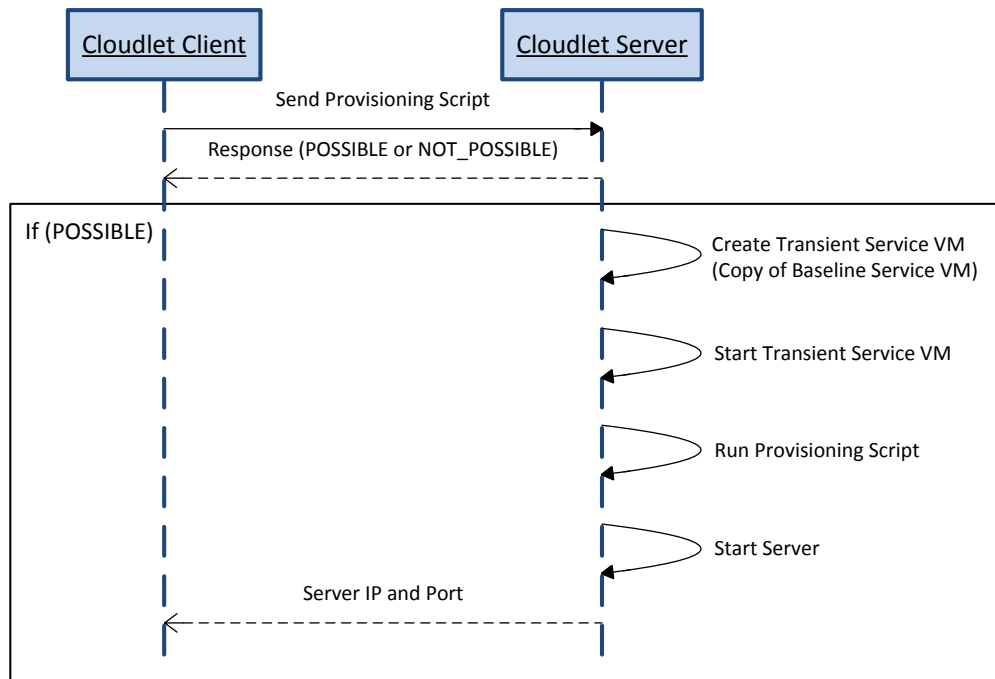 Cloudlet Client
Cloudlet Server
Send Provisioning Script
Response (POSSIBLE or NOT_POSSIBLE)
If (POSSIBLE)
Create Transient Service VM
(Copy of Baseline Service VM)
Start Transient Service VM
Run Provisioning Script
Start Server
Server IP and Port